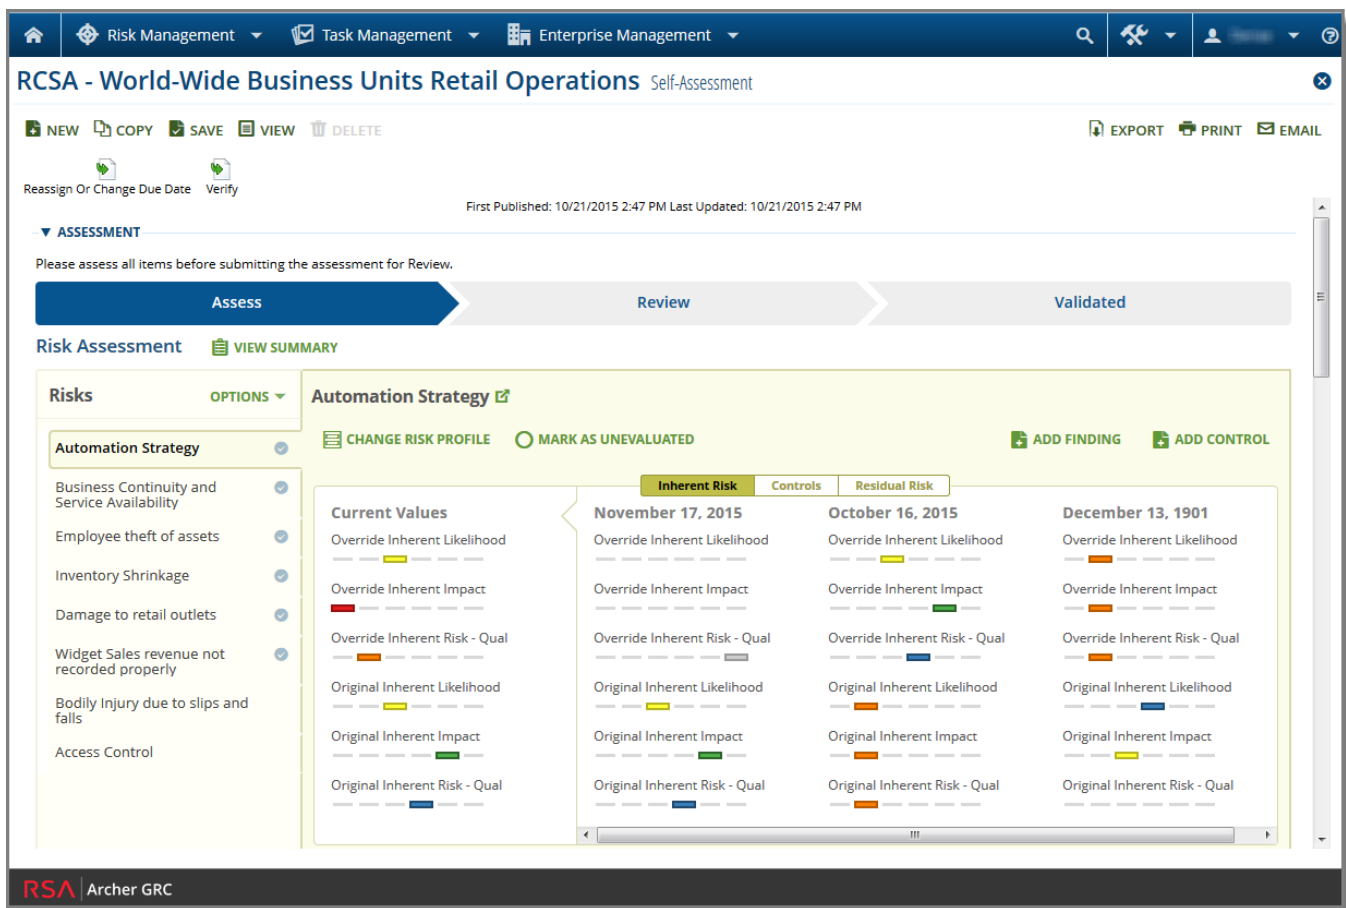 Risk Management Task Management Enterprise Management
RCSA - World-Wide Business Units Retail Operations Self-Assessment
NEW COPY SAVE VIEW DELETE EXPORT PRINT EMAIL
Reassign Or Change Due Date Verify
First Published: 10/21/2015 2:47 PM Last Updated: 10/21/2015 2:47 PM
ASSESSMENT
Please assess all items before submitting the assessment for Review.
Assess Review Validated
Risk Assessment VIEW SUMMARY
Risks OPTIONS
Automation Strategy
Business Continuity and
Service Availability
Employee theft of assets
Inventory Shrinkage
Damage to retail outlets
Widget Sales revenue not
recorded properly
Bodily Injury due to slips and
falls
Access Control
Automation Strategy
CHANGE RISK PROFILE MARK AS UNEVALUATED ADD FINDING ADD CONTROL
Inherent Risk Controls Residual Risk
Current Values November 17, 2015 October 16, 2015 December 13, 1901
Override Inherent Likelihood Override Inherent Likelihood Override Inherent Likelihood Override Inherent Likelihood
Override Inherent Impact Override Inherent Impact Override Inherent Impact Override Inherent Impact
Override Inherent Risk - Qual Override Inherent Risk - Qual Override Inherent Risk - Qual Override Inherent Risk - Qual
Original Inherent Likelihood Original Inherent Likelihood Original Inherent Likelihood Original Inherent Likelihood
Original Inherent Impact Original Inherent Impact Original Inherent Impact Original Inherent Impact
Original Inherent Risk - Qual Original Inherent Risk - Qual Original Inherent Risk - Qual Original Inherent Risk - Qual
RSA Archer GRC